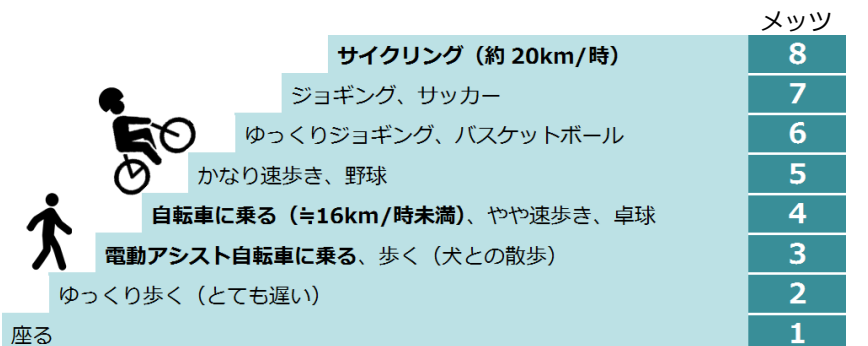 メッツ
サイクリング（約 20km/時） 8
ジョギング、サッカー 7
ゆっくりジョギング、バスケットボール 6
かなり速歩き、野球 5
自転車に乗る（≒16km/時未満）、やや速歩き、卓球 4
電動アシスト自転車に乗る、歩く（犬との散歩） 3
ゆっくり歩く（とても遅い） 2
座る 1